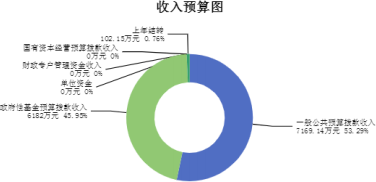 收入预算图
上年结转
102.15万元 0.76%
国有资本经营预算拨款收入
0万元 0%
财政专户管理资金收入
0万元 0%
单位资金
0万元 0%
政府性基金预算拨款收入
6182万元 45.95%
一般公共预算拨款收入
7169.14万元 53.29%